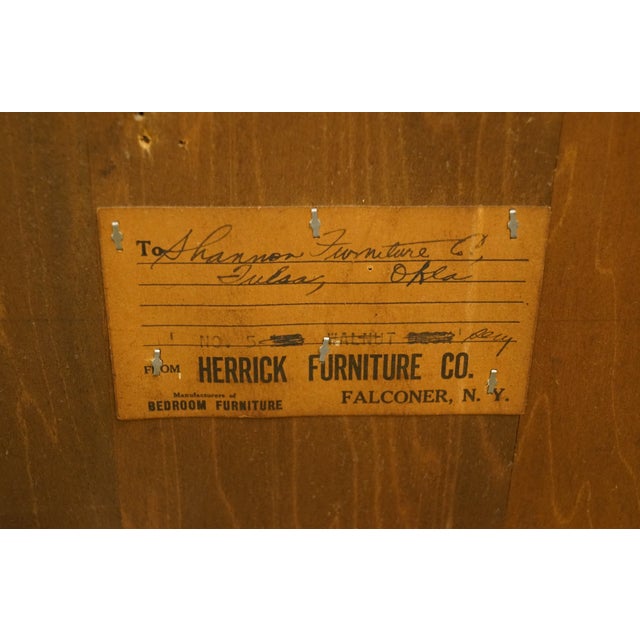 To Shannon Furniture Co,
Tulsa, Okla
NO. 5 WALNUT
FROM HERRICK FURNITURE CO.
Manufacturers of
BEDROOM FURNITURE
FALCONER, N. Y.